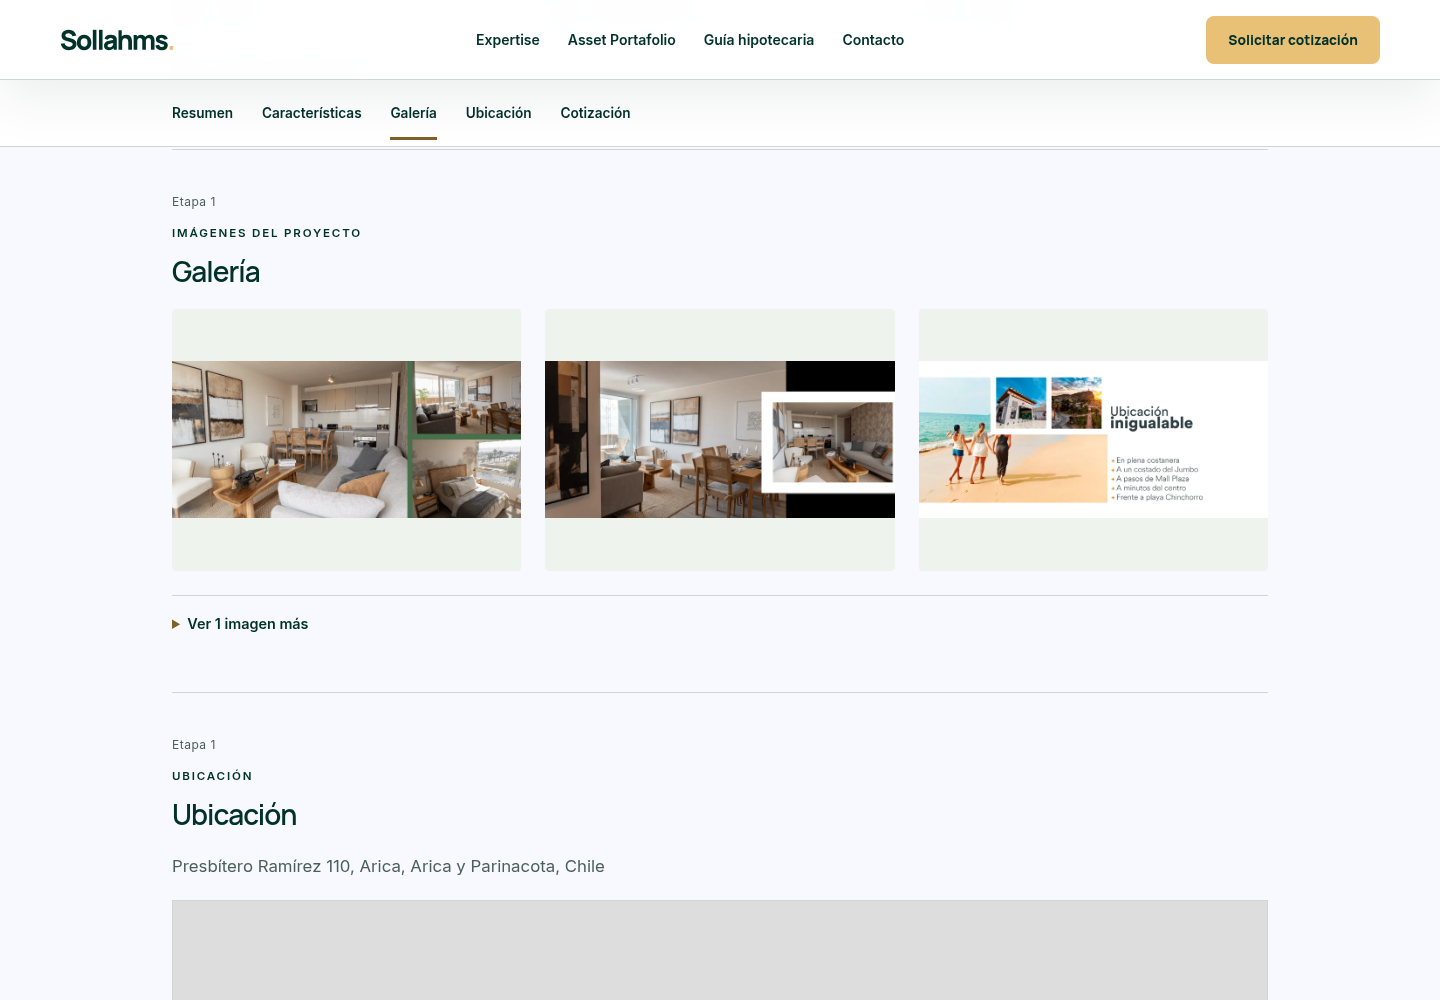 Sollahms.
Expertise
Asset Portafolio
Guía hipotecaria
Contacto
Solicitar cotización
Resumen
Características
Galería
Ubicación
Cotización
Etapa 1
IMÁGENES DEL PROYECTO
Galería
Ubicación
inigualable
+ En plena costanera
+ A un costado del Jumbo
+ A pasos de Mall Plaza
+ A minutos del centro
+ Frente a playa Chinchorro
Ver 1 imagen más
Etapa 1
UBICACIÓN
Ubicación
Presbítero Ramírez 110, Arica, Arica y Parinacota, Chile